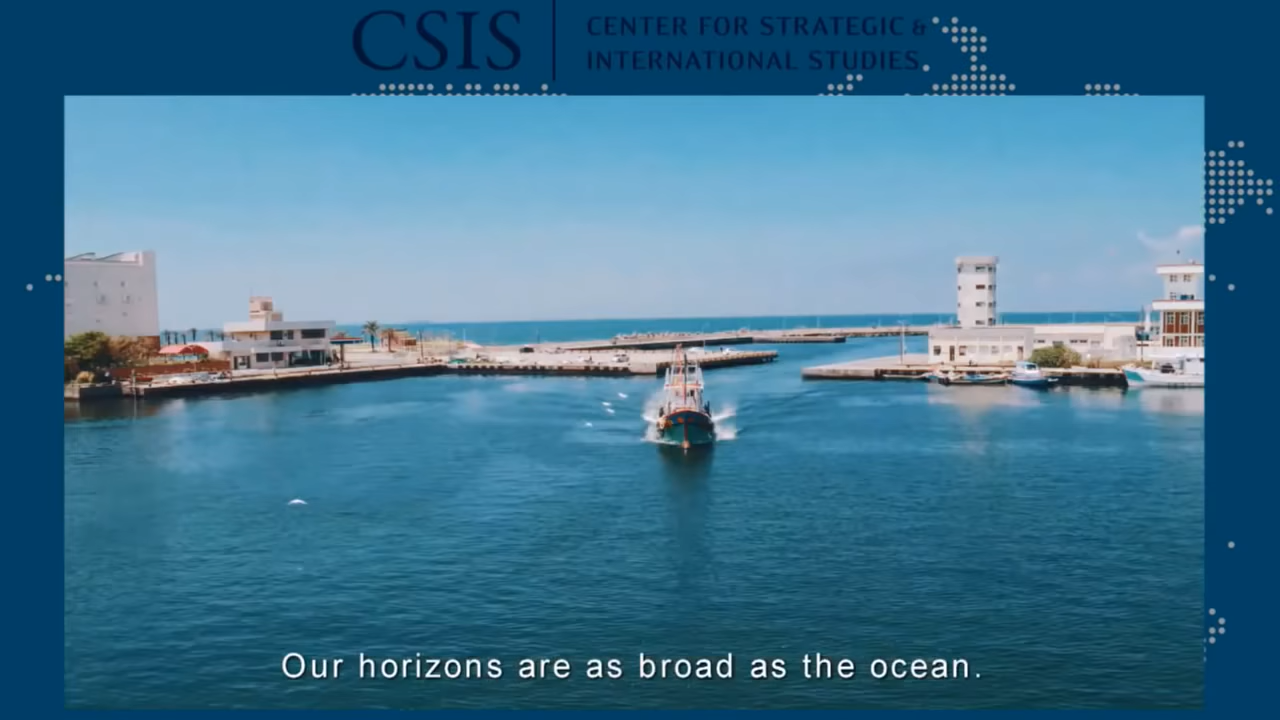 CSIS
CENTER FOR STRATEGIC &
INTERNATIONAL STUDIES
Our horizons are as broad as the ocean.